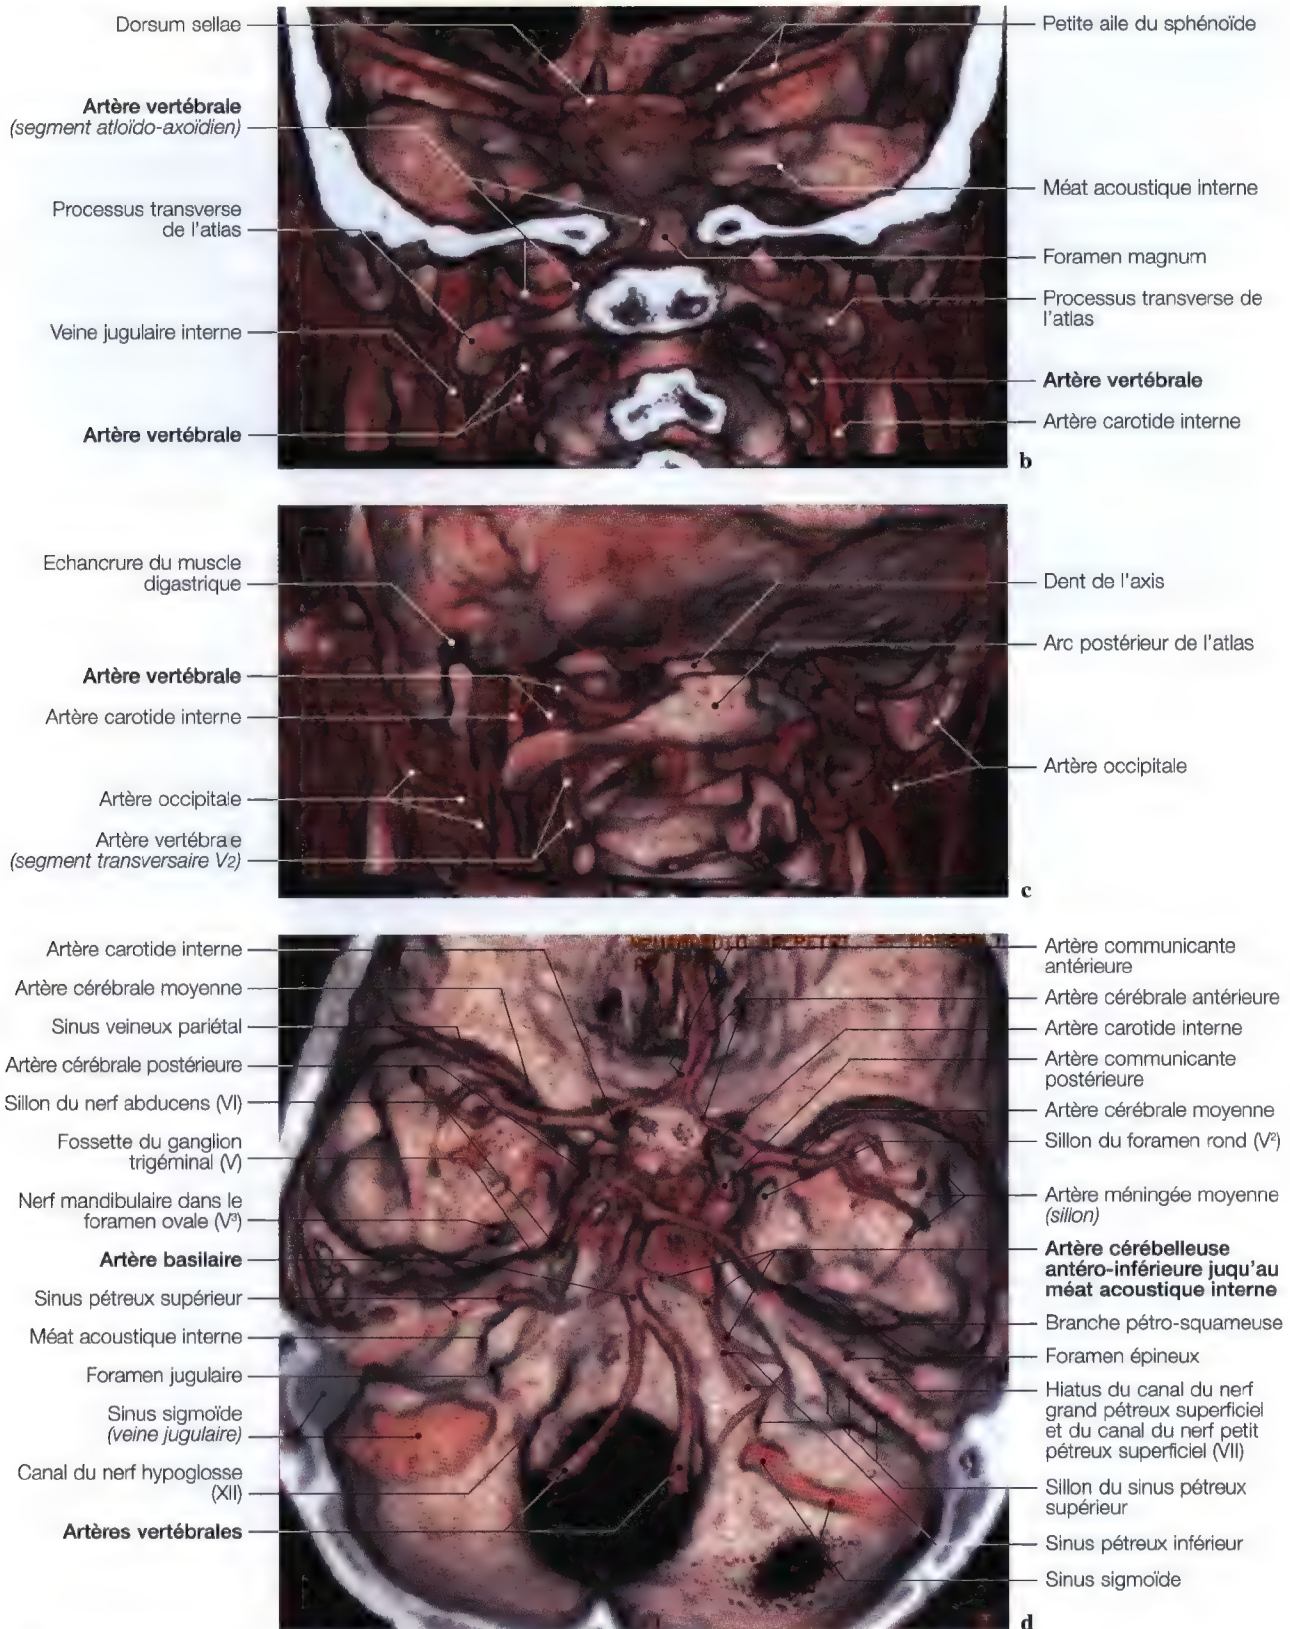 Dorsum sellae
Artère vertébrale
(segment atloïdo-axoïdien)
Processus transverse
de l'atlas
Veine jugulaire interne
Artère vertébrale
Petite aile du sphénoïde
Méat acoustique interne
Foramen magnum
Processus transverse de
l'atlas
Artère vertébrale
Artère carotide interne
b
Echancrure du muscle
digastrique
Artère vertébrale
Artère carotide interne
Artère occipitale
Artère vertébra e
(segment transversaire V2)
Dent de l'axis
Arc postérieur de l'atlas
Artère occipitale
c
Artère carotide interne
Artère cérébrale moyenne
Sinus veineux pariétal
Artère cérébrale postérieure
Sillon du nerf abducens (VI)
Fossette du ganglion
trigéminal (V)
Nerf mandibulaire dans le
foramen ovale (V³)
Artère basilaire
Sinus pétreux supérieur
Méat acoustique interne
Foramen jugulaire
Sinus sigmoïde
(veine jugulaire)
Canal du nerf hypoglosse
(XII)
Artères vertébrales
Artère communicante
antérieure
Artère cérébrale antérieure
Artère carotide interne
Artère communicante
postérieure
Artère cérébrale moyenne
Sillon du foramen rond (V²)
Artère méningée moyenne
(sillon)
Artère cérébelleuse
antéro-inférieure juqu'au
méat acoustique interne
Branche pétro-squameuse
Foramen épineux
Hiatus du canal du nerf
grand pétreux superficiel
et du canal du nerf petit
pétreux superficiel (VII)
Sillon du sinus pétreux
supérieur
Sinus pétreux inférieur
Sinus sigmoïde
d